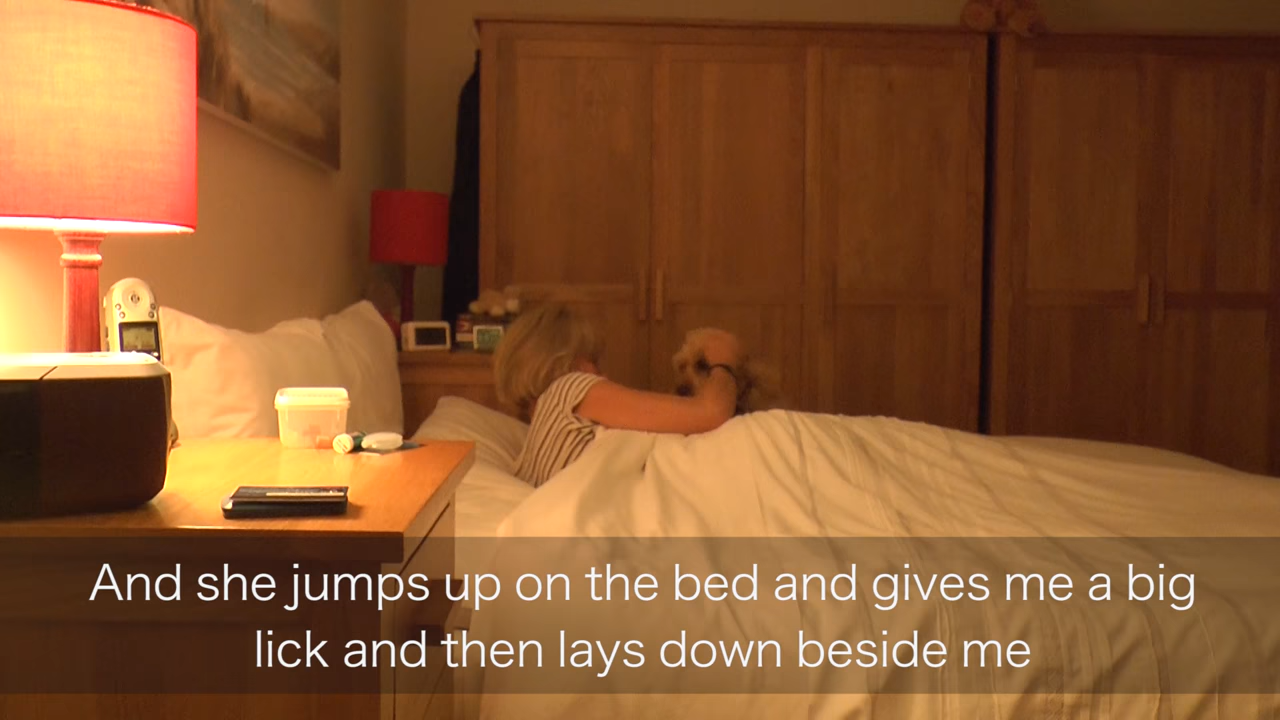 And she jumps up on the bed and gives me a big
lick and then lays down beside me